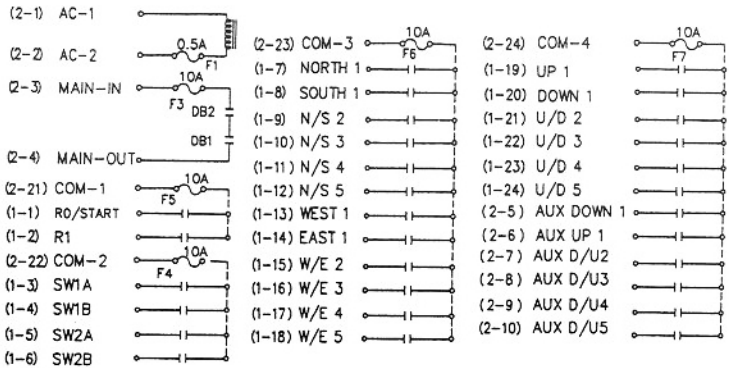 (2-1) AC-1
(2-2) AC-2 0.5A F1
(2-3) MAIN-IN 10A F3
DB2
DB1
(2-4) MAIN-OUT
(2-21) COM-1 10A F5
(1-1) R0/START
(1-2) R1
(2-22) COM-2 10A F4
(1-3) SW1A
(1-4) SW1B
(1-5) SW2A
(1-6) SW2B
(2-23) COM-3 10A F6
(1-7) NORTH 1
(1-8) SOUTH 1
(1-9) N/S 2
(1-10) N/S 3
(1-11) N/S 4
(1-12) N/S 5
(1-13) WEST 1
(1-14) EAST 1
(1-15) W/E 2
(1-16) W/E 3
(1-17) W/E 4
(1-18) W/E 5
(2-24) COM-4 10A F7
(1-19) UP 1
(1-20) DOWN 1
(1-21) U/D 2
(1-22) U/D 3
(1-23) U/D 4
(1-24) U/D 5
(2-5) AUX DOWN 1
(2-6) AUX UP 1
(2-7) AUX D/U2
(2-8) AUX D/U3
(2-9) AUX D/U4
(2-10) AUX D/U5